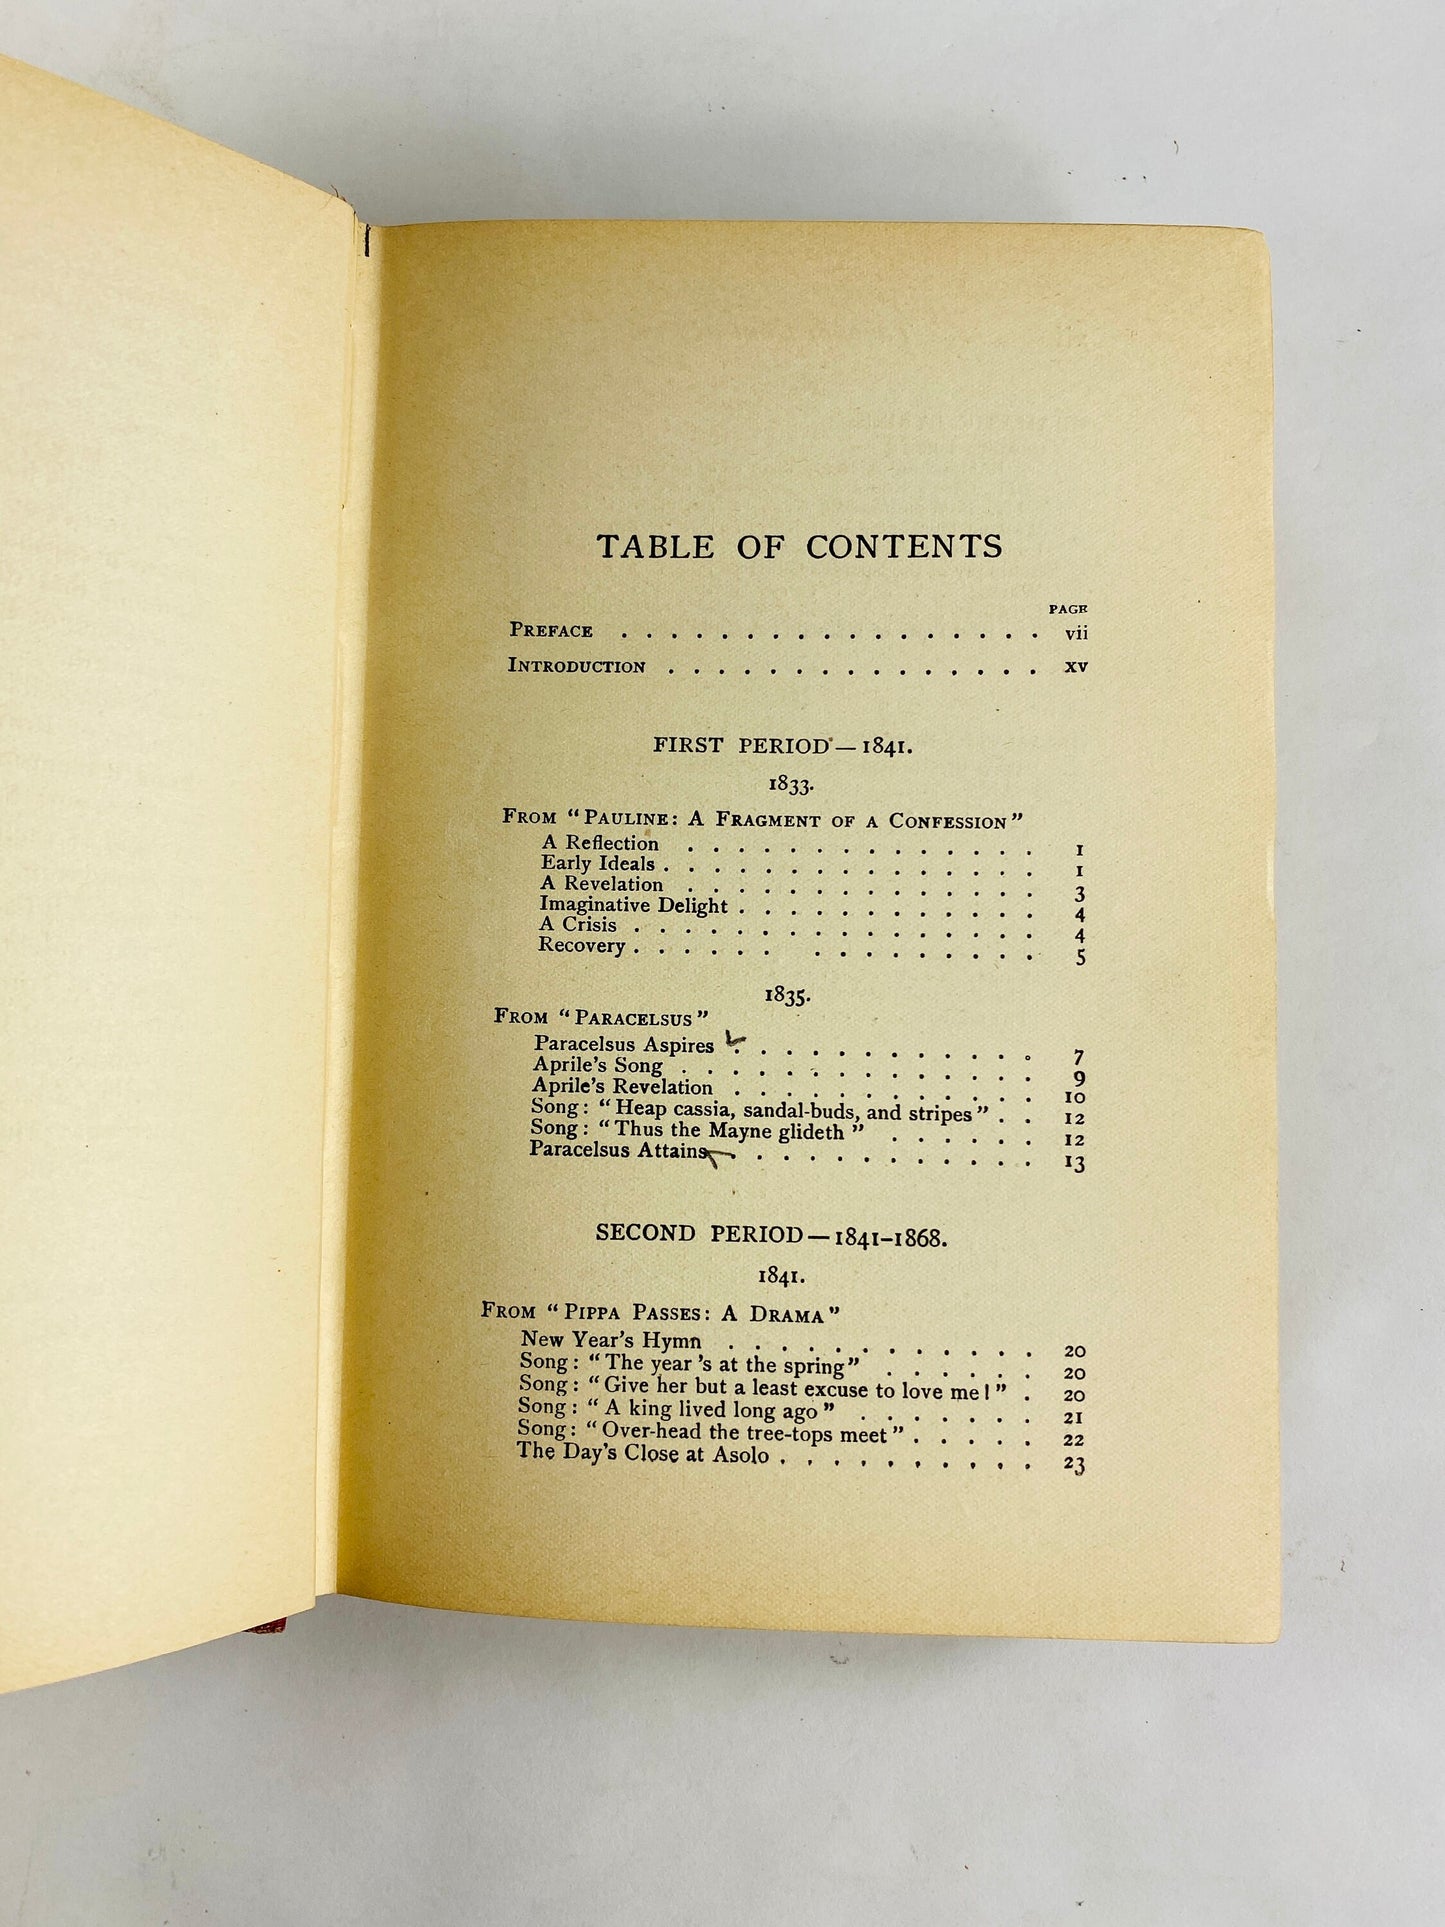 TABLE OF CONTENTS
PAGE
PREFACE . . . . . . . . . . . . . . . . . vii
INTRODUCTION . . . . . . . . . . . . . . . xv
FIRST PERIOD—1841.
1833.
FROM "PAULINE: A FRAGMENT OF A CONFESSION"
A Reflection . . . . . . . . . . . . . . 1
Early Ideals . . . . . . . . . . . . . . . 1
A Revelation . . . . . . . . . . . . . . 3
Imaginative Delight . . . . . . . . . . . . 4
A Crisis . . . . . . . . . . . . . . . . 4
Recovery . . . . . . . . . . . . . . . 5
1835.
FROM "PARACELSUS"
Paracelsus Aspires . . . . . . . . . . . . 7
Aprile's Song . . . . . . . . . . . . . . 9
Aprile's Revelation . . . . . . . . . . . . 10
Song: "Heap cassia, sandal-buds, and stripes" . . 12
Song: "Thus the Mayne glideth" . . . . . . 12
Paracelsus Attains . . . . . . . . . . . . 13
SECOND PERIOD—1841-1868.
1841.
FROM "PIPPA PASSES: A DRAMA"
New Year's Hymn . . . . . . . . . . . . 20
Song: "The year 's at the spring" . . . . . . 20
Song: "Give her but a least excuse to love me!" . 20
Song: "A king lived long ago" . . . . . . . 21
Song: "Over-head the tree-tops meet" . . . . . 22
The Day's Close at Asolo . . . . . . . . . . 23